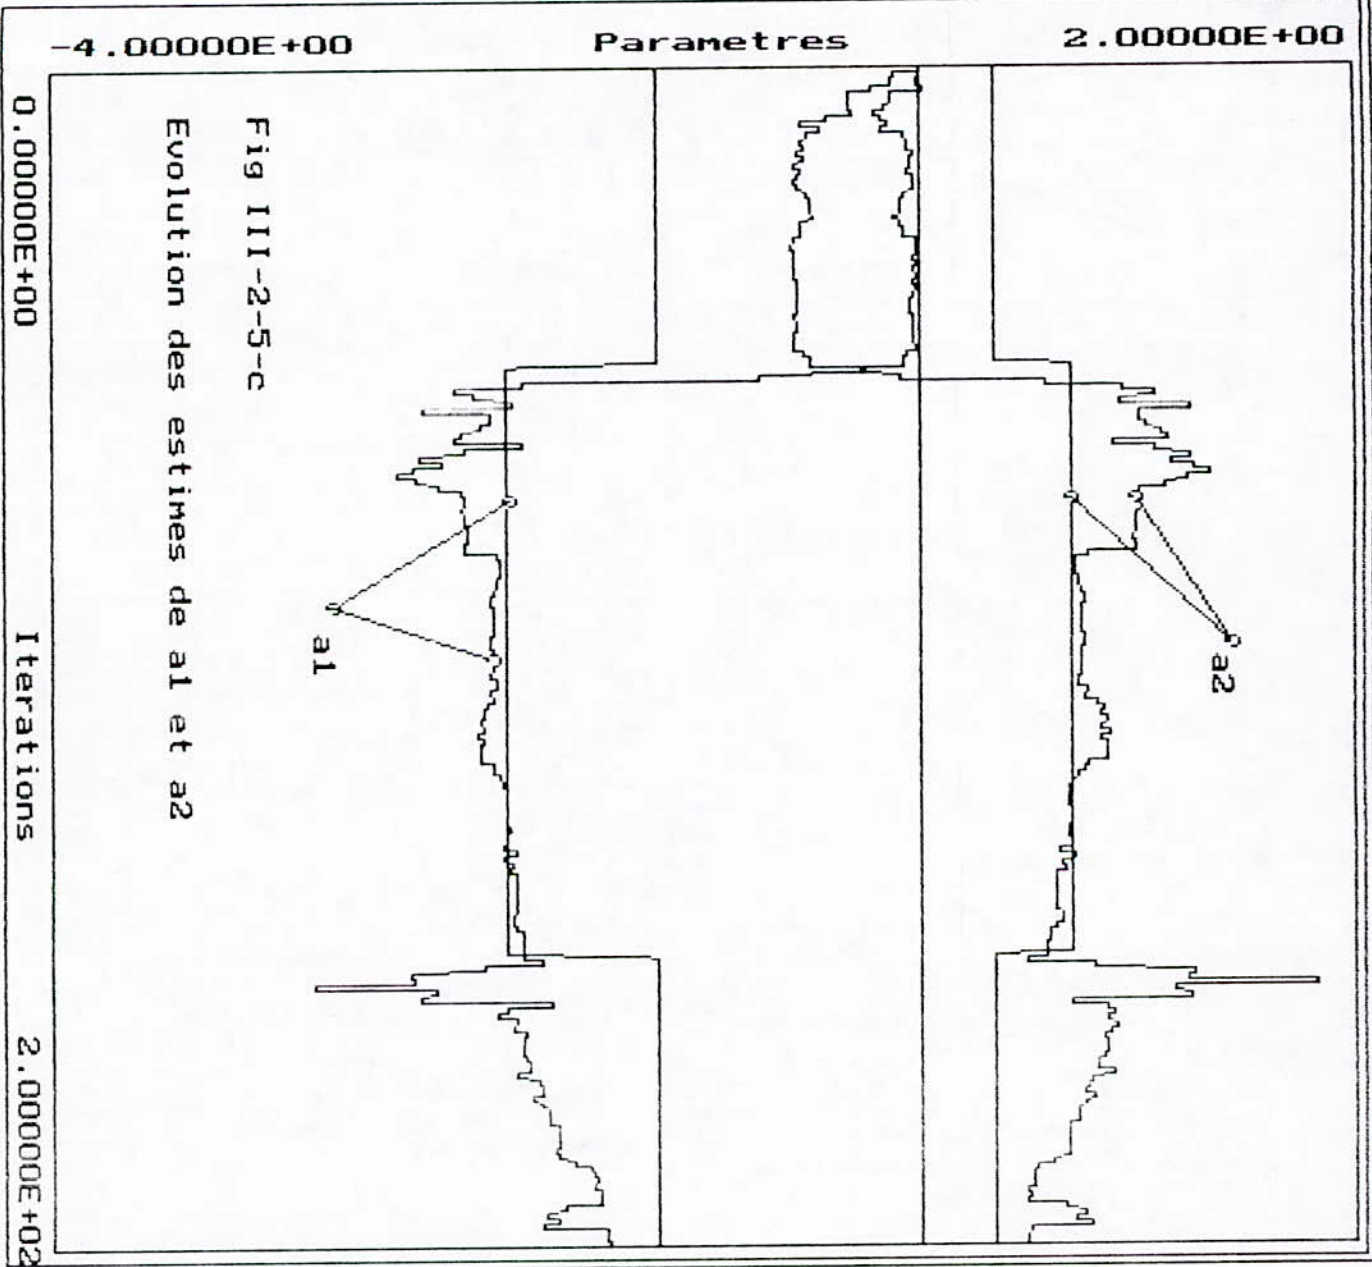 -4.00000E+00
Parametres
2.00000E+00
0.00000E+00
Iterations
2.00000E+02
Fig III-2-5-c
Evolution des estimes de a1 et a2
a1
a2